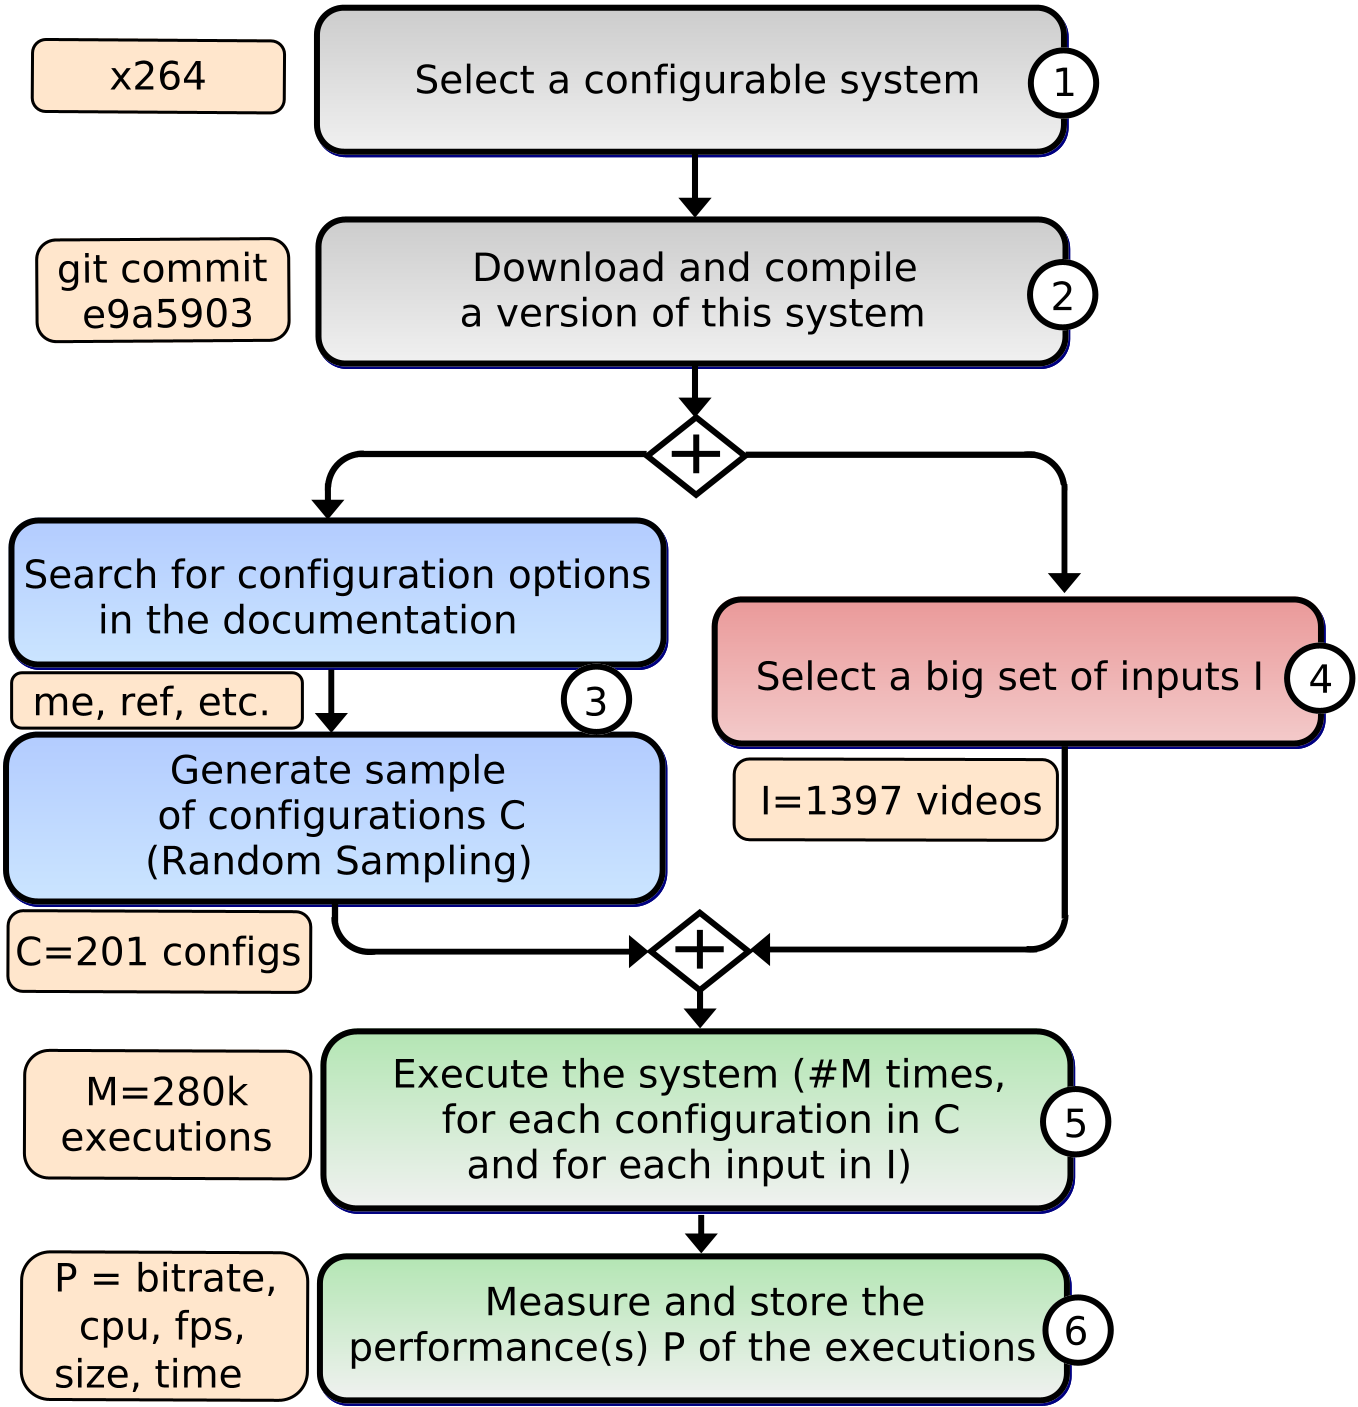 x264
Select a configurable system
1
git commit
e9a5903
Download and compile
a version of this system
2
Search for configuration options
in the documentation
me, ref, etc.
3
Generate sample
of configurations C
(Random Sampling)
C=201 configs
Select a big set of inputs I
4
I=1397 videos
M=280k
executions
Execute the system (#M times,
for each configuration in C
and for each input in I)
5
P = bitrate,
cpu, fps,
size, time
Measure and store the
performance(s) P of the executions
6